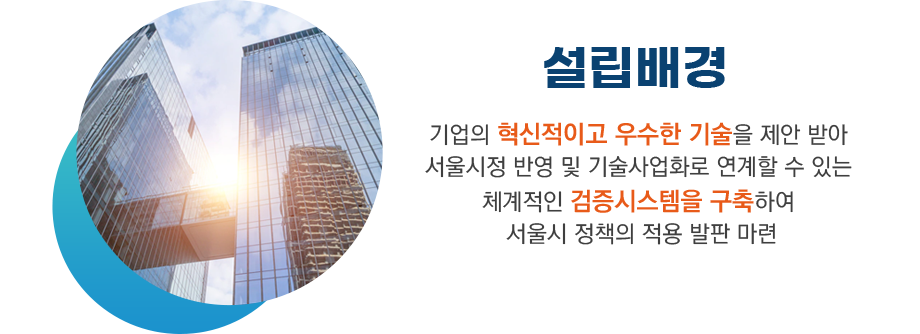 설립배경
기업의 혁신적이고 우수한 기술을 제안 받아
서울시정 반영 및 기술사업화로 연계할 수 있는
체계적인 검증시스템을 구축하여
서울시 정책의 적용 발판 마련